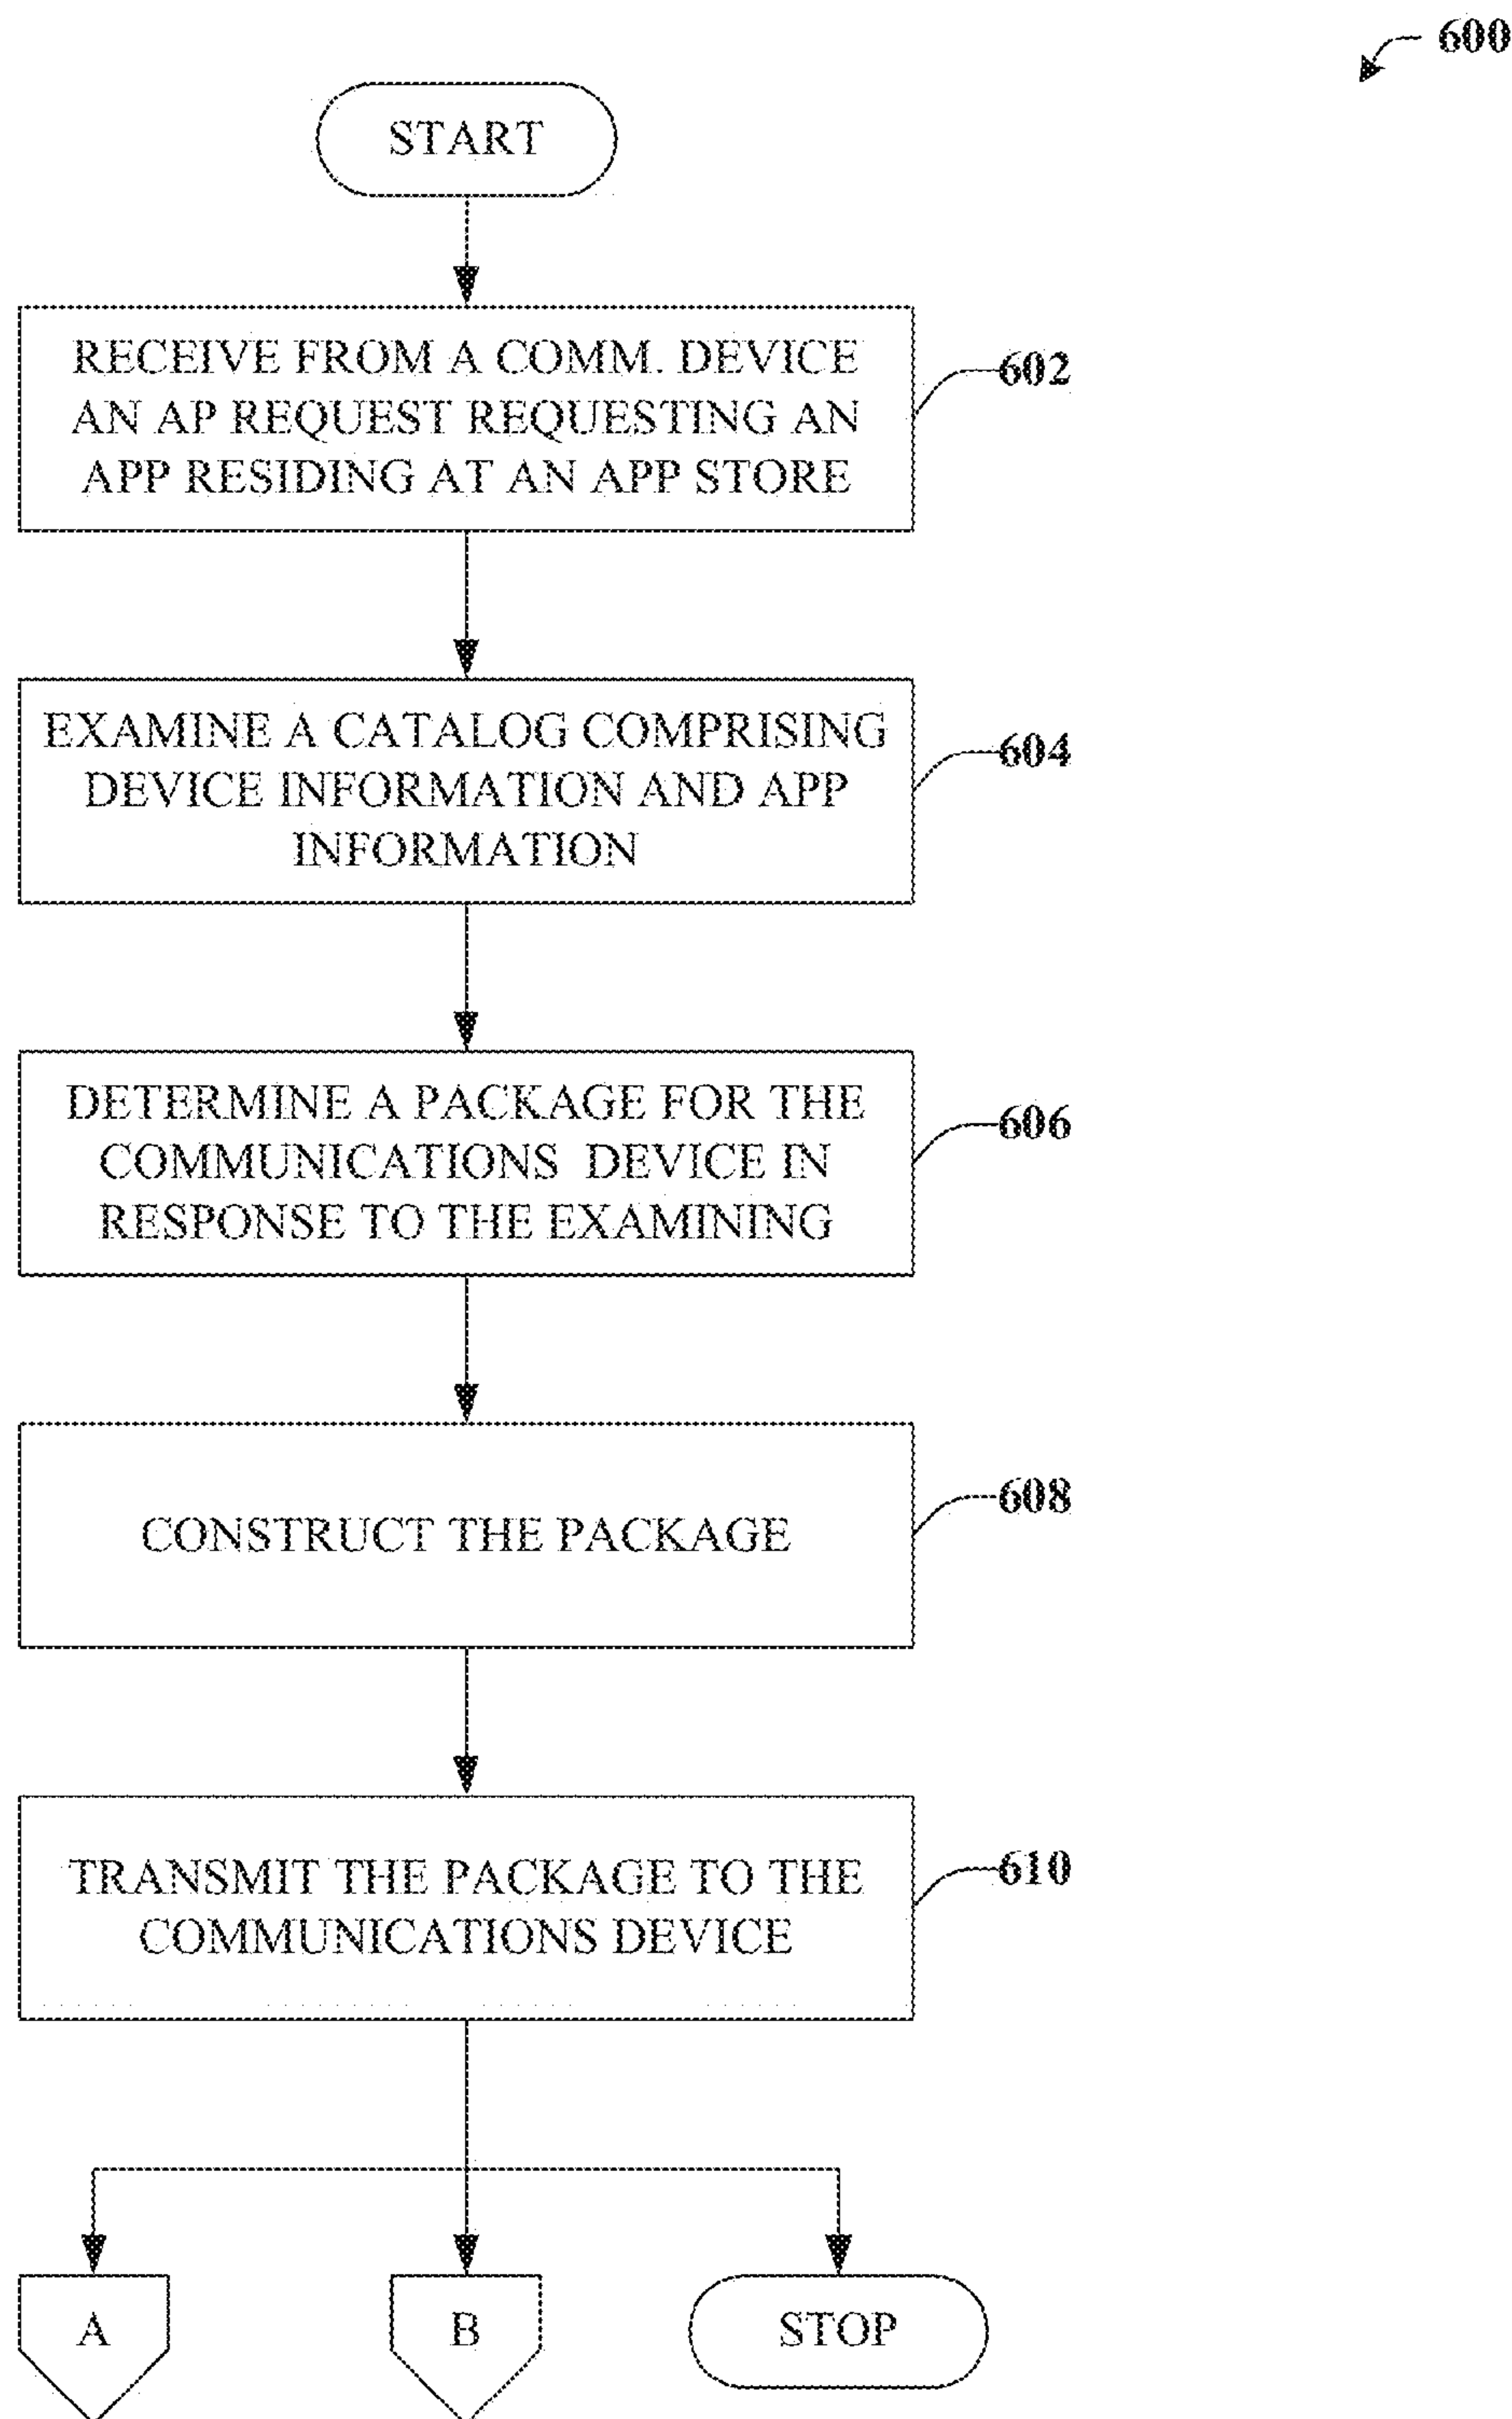 600
START
RECEIVE FROM A COMM. DEVICE
AN AP REQUEST REQUESTING AN
APP RESIDING AT AN APP STORE
602
EXAMINE A CATALOG COMPRISING
DEVICE INFORMATION AND APP
INFORMATION
604
DETERMINE A PACKAGE FOR THE
COMMUNICATIONS DEVICE IN
RESPONSE TO THE EXAMINING
606
CONSTRUCT THE PACKAGE
608
TRANSMIT THE PACKAGE TO THE
COMMUNICATIONS DEVICE
610
A
B
STOP